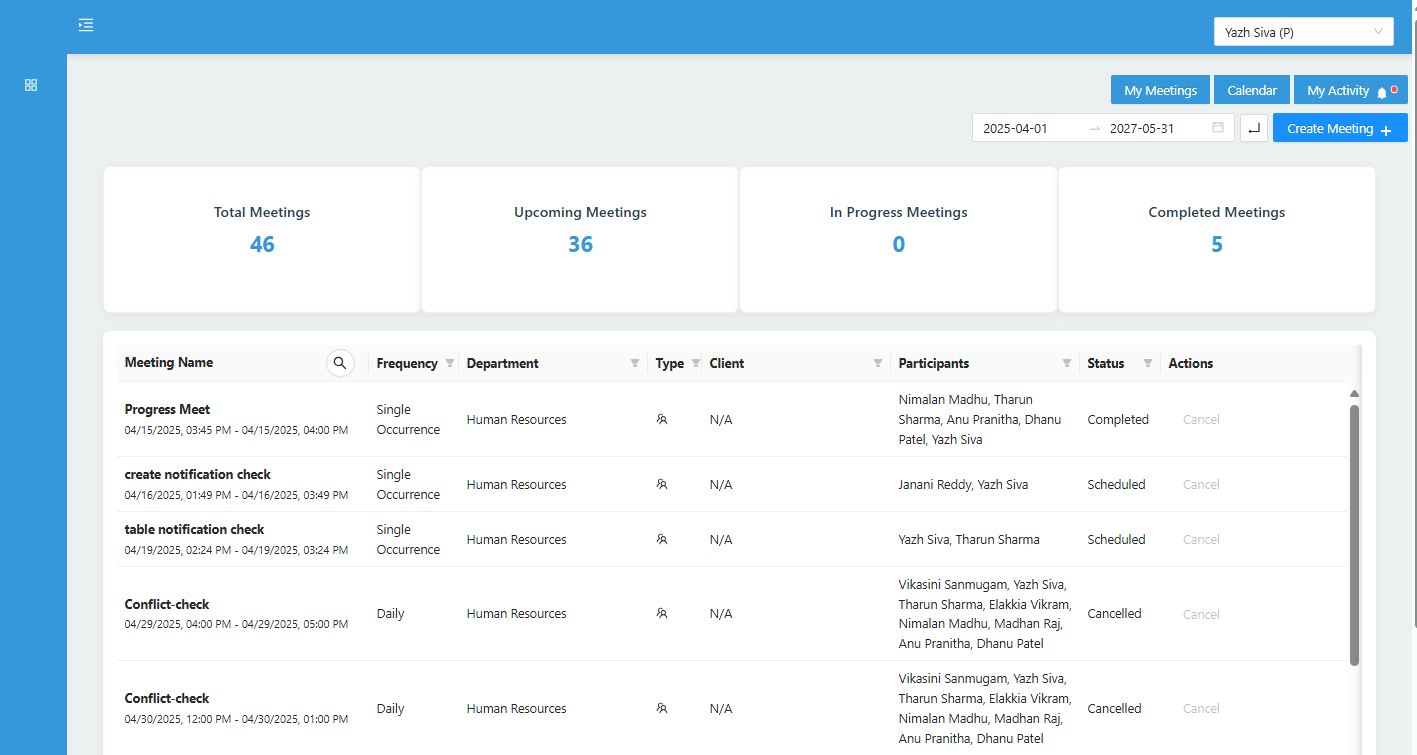 Yazh Siva (P)
My Meetings
Calendar
My Activity 0
2025-04-01 → 2027-05-31
Create Meeting +
Total Meetings
46
Upcoming Meetings
36
In Progress Meetings
0
Completed Meetings
5
Meeting Name Frequency Department Type Client Participants Status Actions
Progress Meet
04/15/2025, 03:45 PM - 04/15/2025, 04:00 PM
Single
Occurrence
Human Resources
N/A
Nimalan Madhu, Tharun
Sharma, Anu Pranitha, Dhanu
Patel, Yazh Siva
Completed
Cancel
create notification check
04/16/2025, 01:49 PM - 04/16/2025, 03:49 PM
Single
Occurrence
Human Resources
N/A
Janani Reddy, Yazh Siva
Scheduled
Cancel
table notification check
04/19/2025, 02:24 PM - 04/19/2025, 03:24 PM
Single
Occurrence
Human Resources
N/A
Yazh Siva, Tharun Sharma
Scheduled
Cancel
Conflict-check
04/29/2025, 04:00 PM - 04/29/2025, 05:00 PM
Daily
Human Resources
N/A
Vikasini Sanmugam, Yazh Siva,
Tharun Sharma, Elakkia Vikram,
Nimalan Madhu, Madhan Raj,
Anu Pranitha, Dhanu Patel
Cancelled
Cancel
Conflict-check
04/30/2025, 12:00 PM - 04/30/2025, 01:00 PM
Daily
Human Resources
N/A
Vikasini Sanmugam, Yazh Siva,
Tharun Sharma, Elakkia Vikram,
Nimalan Madhu, Madhan Raj,
Anu Pranitha, Dhanu Patel
Cancelled
Cancel